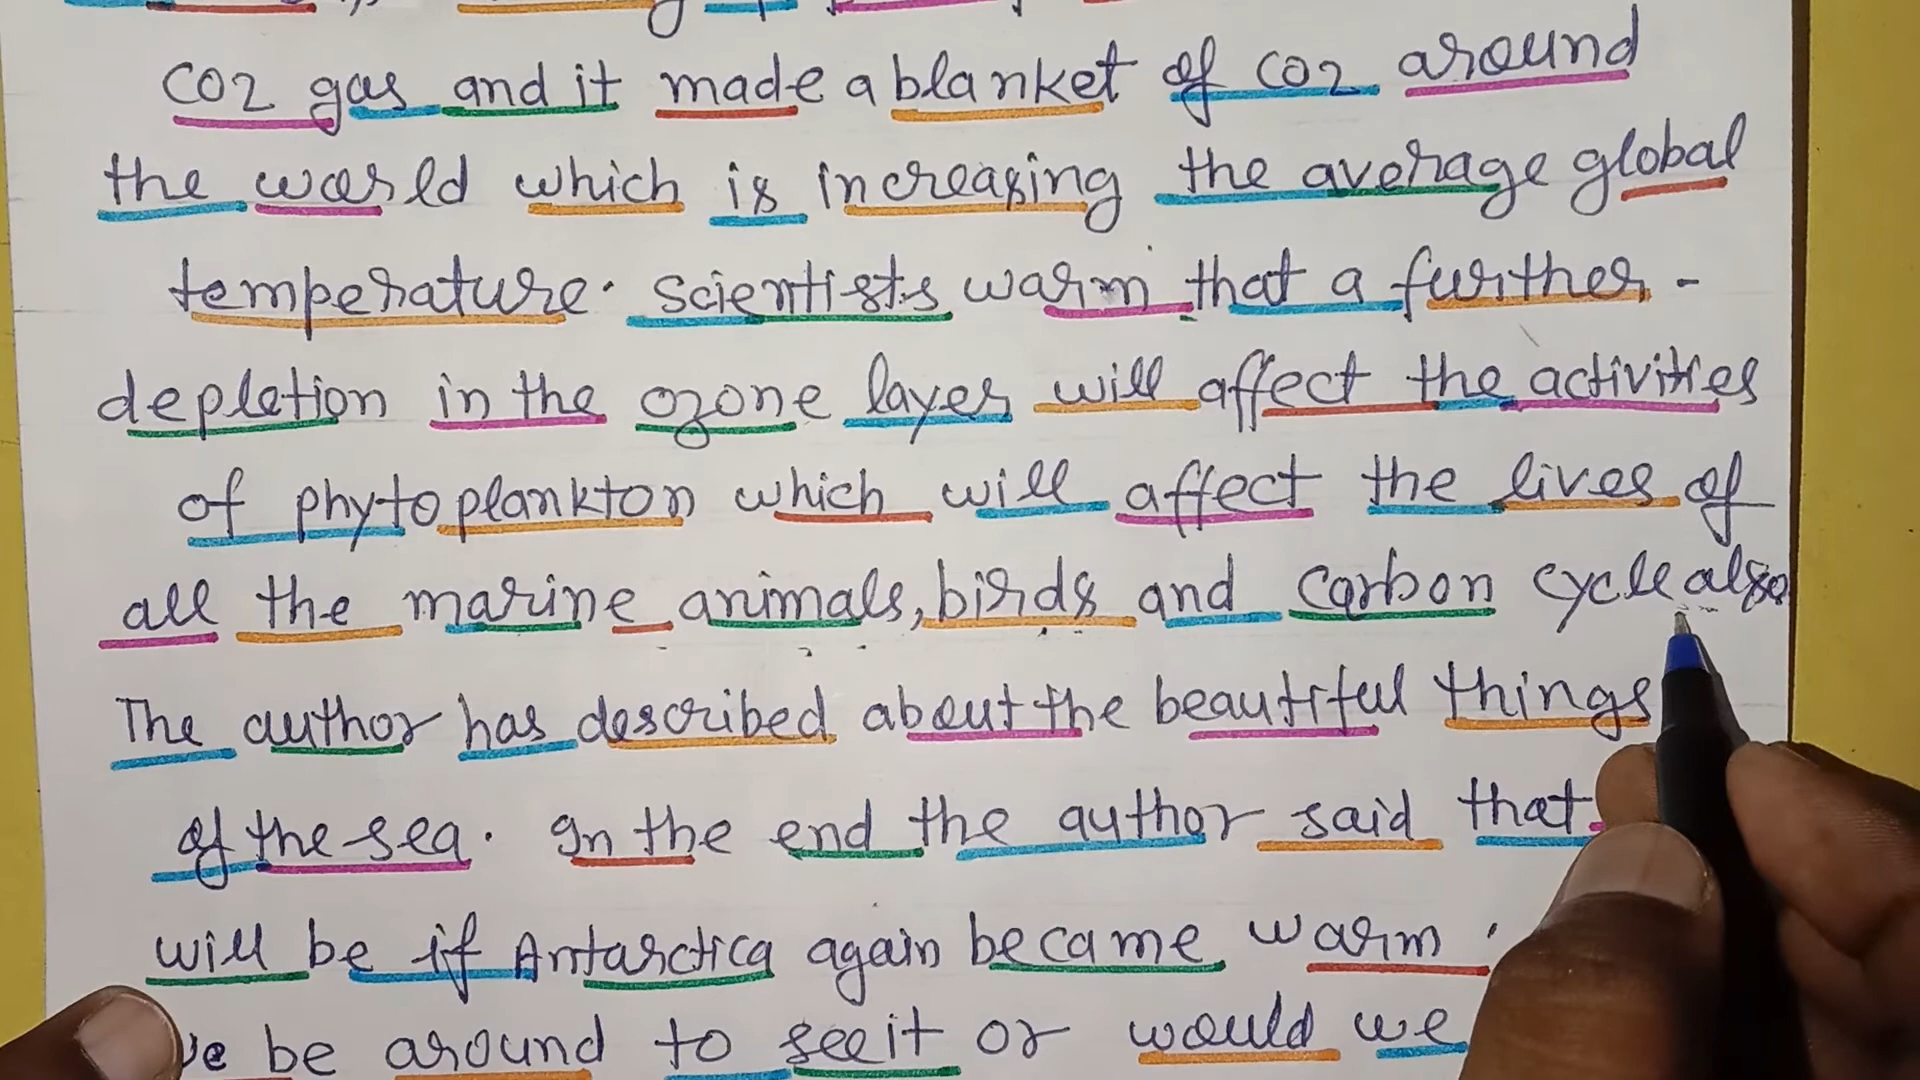 CO2 gas and it made a blanket of CO2 around
the world which is increasing the average global
temperature. scientists warm that a further -
depletion in the ozone layer will affect the activities
of phytoplankton which will affect the lives of
all the marine animals, birds and carbon cycle also
The author has described about the beautiful things
of the sea. In the end the author said that
will be if Antarctica again became warm.
be around to see it or would we